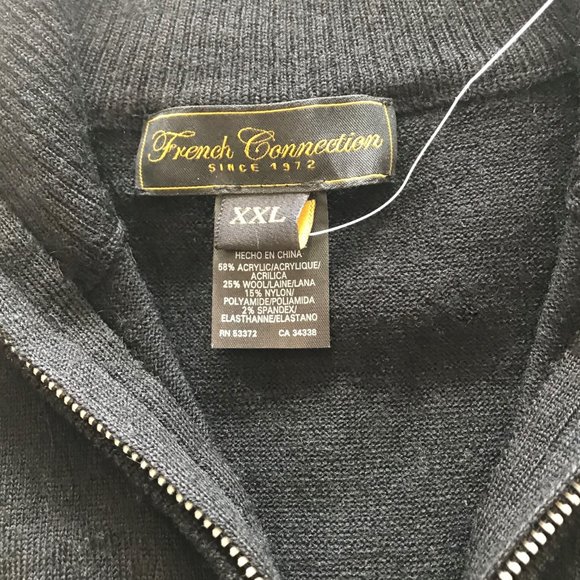 French Connection
SINCE 1972
XXL
HECHO EN CHINA
58% ACRYLIC/ACRYLIQUE/
ACRILICA
25% WOOL/LAINE/LANA
15% NYLON/
POLYAMIDE/POLIAMIDA
2% SPANDEX/
ELASTHANNE/ELASTANO
RN 63372 CA 34338